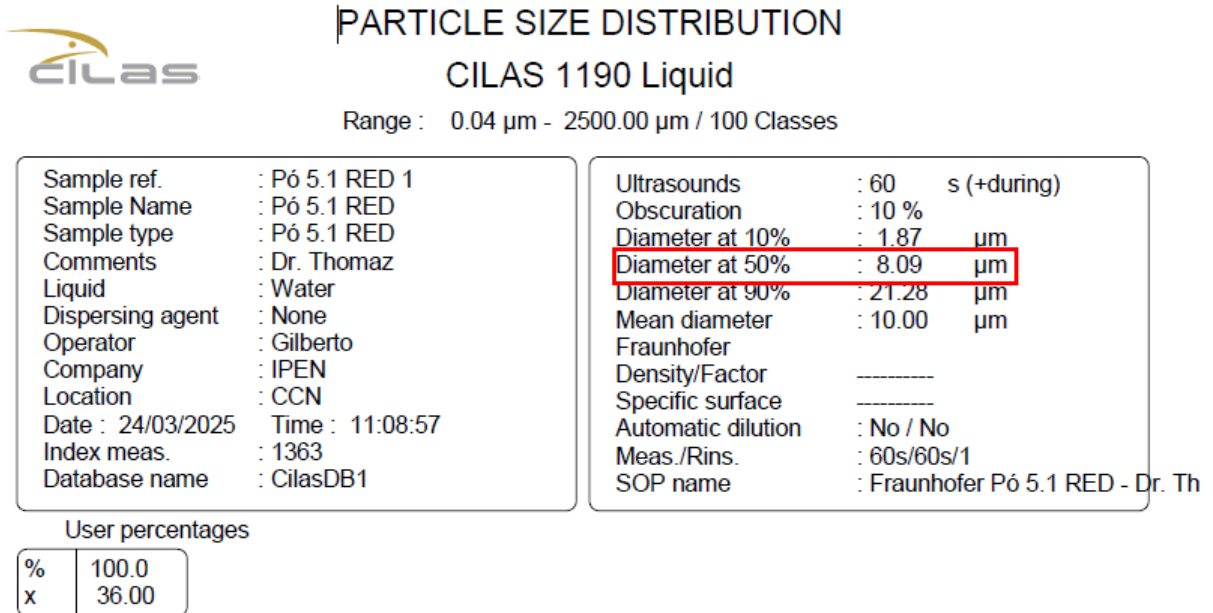 PARTICLE SIZE DISTRIBUTION
cilas
CILAS 1190 Liquid
Range : 0.04 µm - 2500.00 µm / 100 Classes
Sample ref. : Pó 5.1 RED 1
Sample Name : Pó 5.1 RED
Sample type : Pó 5.1 RED
Comments : Dr. Thomaz
Liquid : Water
Dispersing agent : None
Operator : Gilberto
Company : IPEN
Location : CCN
Date : 24/03/2025 Time : 11:08:57
Index meas. : 1363
Database name : CilasDB1
Ultrasounds : 60 s (+during)
Obscuration : 10 %
Diameter at 10% : 1.87 µm
Diameter at 50% : 8.09 µm
Diameter at 90% : 21.28 µm
Mean diameter : 10.00 µm
Fraunhofer
Density/Factor ----------
Specific surface ----------
Automatic dilution : No / No
Meas./Rins. : 60s/60s/1
SOP name : Fraunhofer Pó 5.1 RED - Dr. Th
User percentages
% 100.0
x 36.00